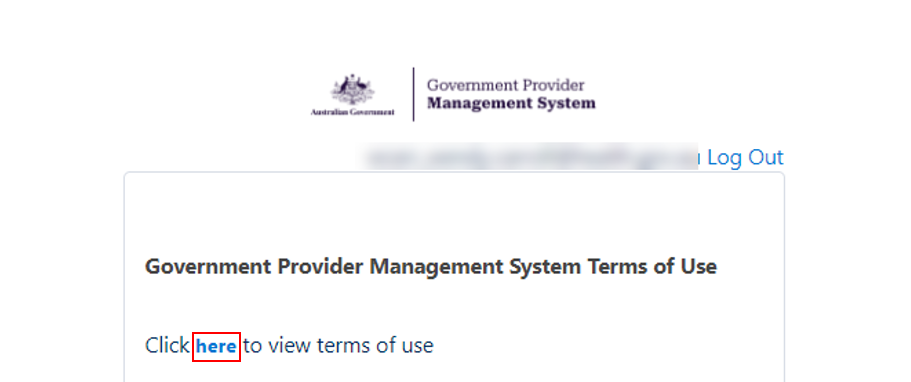 Government Provider
Management System
Australian Government
Log Out
Government Provider Management System Terms of Use
Click here to view terms of use